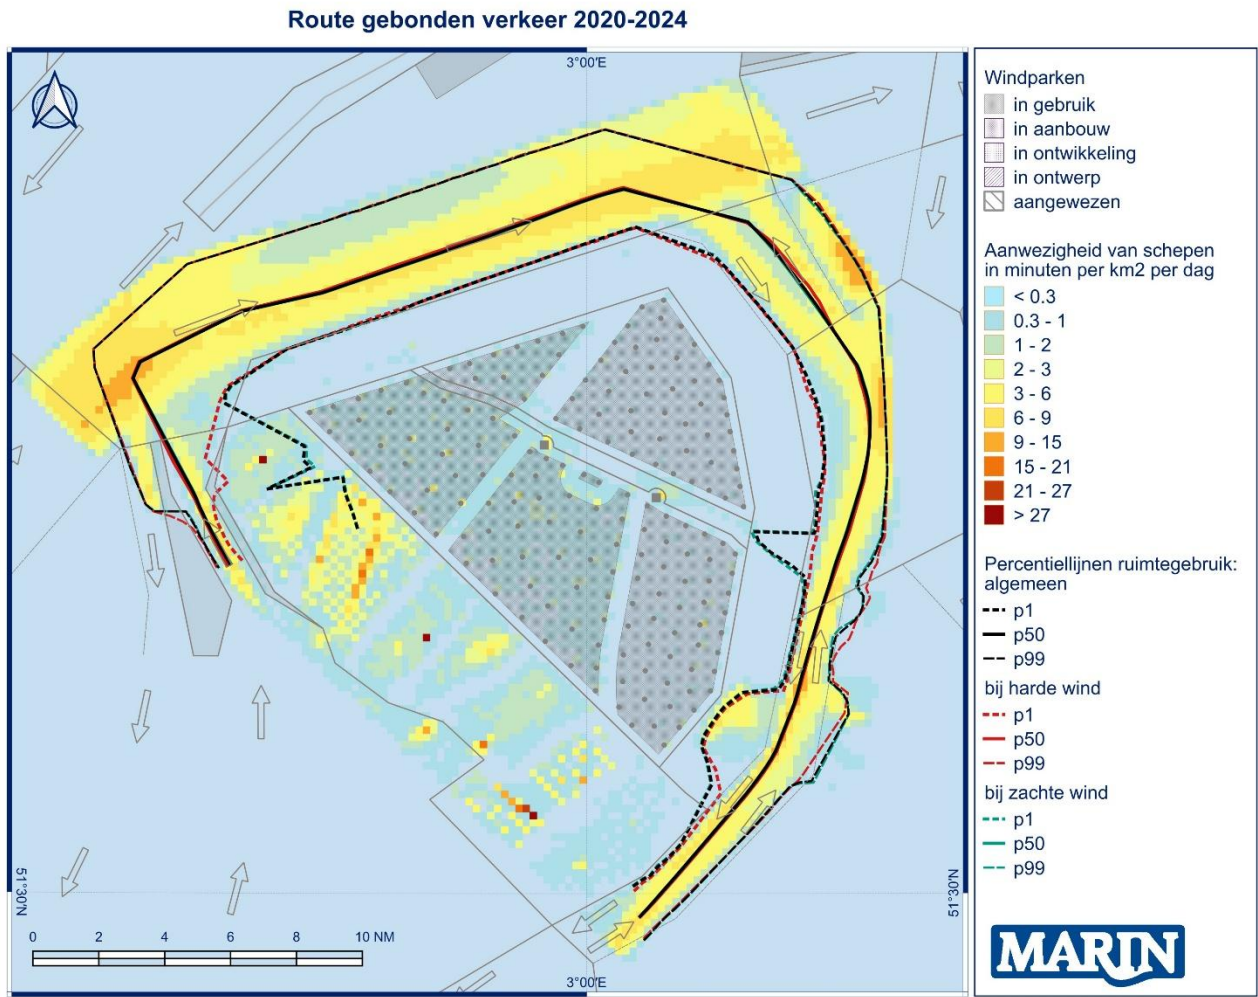 Route gebonden verkeer 2020-2024
3°00'E
51°30'N
51°30'N
0 2 4 6 8 10 NM
3°00'E
Windparken
in gebruik
in aanbouw
in ontwikkeling
in ontwerp
aangewezen
Aanwezigheid van schepen
in minuten per km2 per dag
< 0.3
0.3 - 1
1 - 2
2 - 3
3 - 6
6 - 9
9 - 15
15 - 21
21 - 27
> 27
Percentiellijnen ruimtegebruik:
algemeen
p1
p50
p99
bij harde wind
p1
p50
p99
bij zachte wind
p1
p50
p99
MARIN